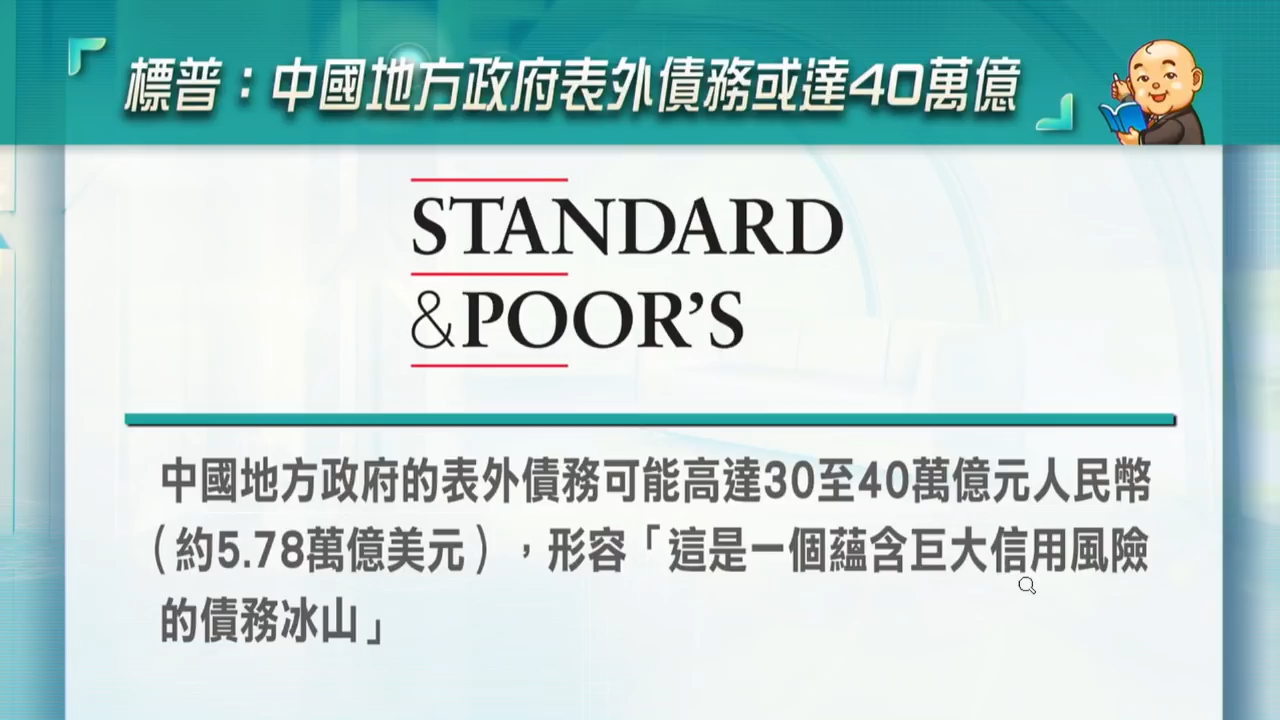 標普：中國地方政府表外債務或達40萬億
STANDARD
&POOR'S
中國地方政府的表外債務可能高達30至40萬億元人民幣
（約5.78萬億美元），形容「這是一個蘊含巨大信用風險
的債務冰山」